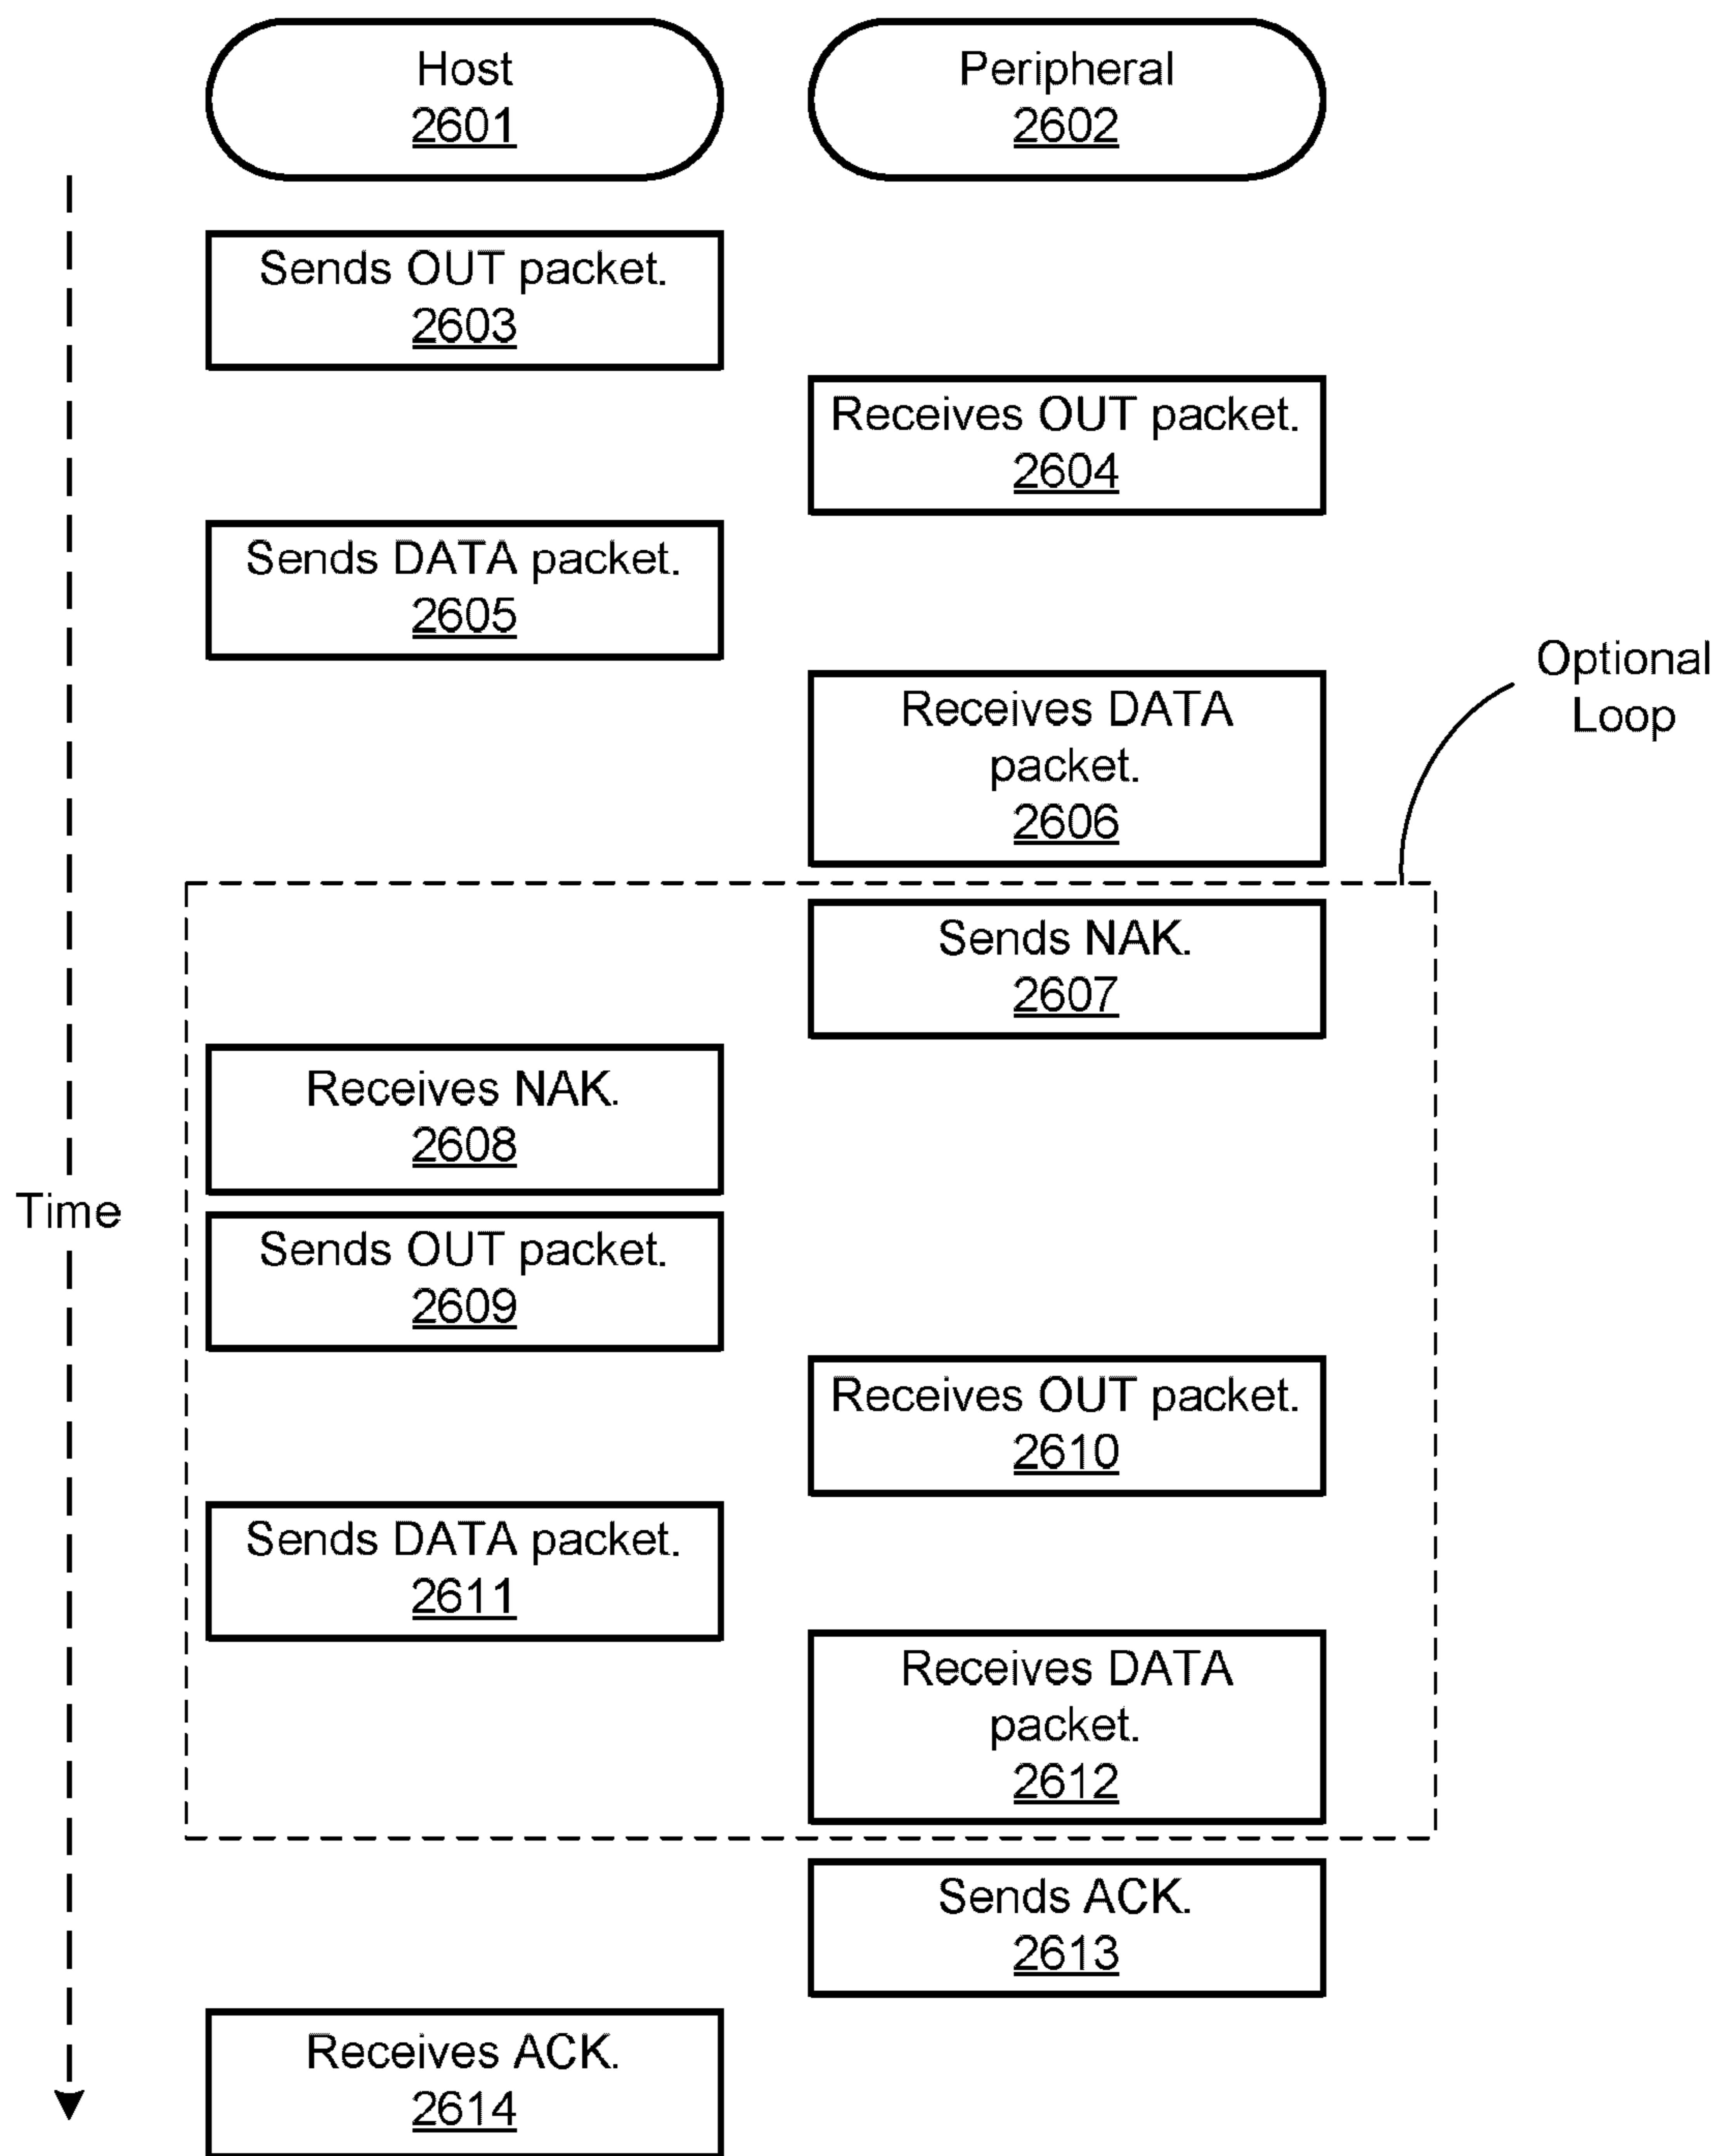 Host
2601
Peripheral
2602
Sends OUT packet.
2603
Receives OUT packet.
2604
Sends DATA packet.
2605
Optional
Loop
Receives DATA
packet.
2606
Sends NAK.
2607
Receives NAK.
2608
Time
Sends OUT packet.
2609
Receives OUT packet.
2610
Sends DATA packet.
2611
Receives DATA
packet.
2612
Sends ACK.
2613
Receives ACK.
2614